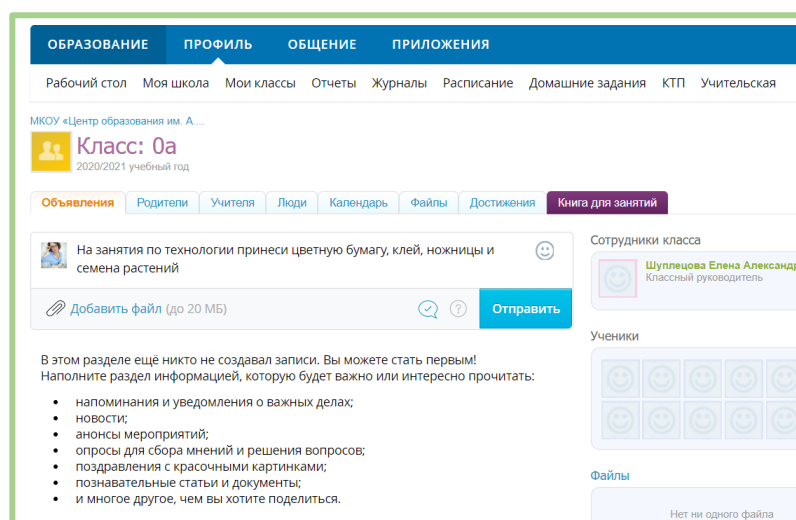 ОБРАЗОВАНИЕ ПРОФИЛЬ ОБЩЕНИЕ ПРИЛОЖЕНИЯ
Рабочий стол Моя школа Мои классы Отчеты Журналы Расписание Домашние задания КТП Учительская
МКОУ «Центр образования им. А....
Класс: 0а
2020/2021 учебный год
Объявления Родители Учителя Люди Календарь Файлы Достижения Книга для занятий
На занятия по технологии принеси цветную бумагу, клей, ножницы и
семена растений
Добавить файл (до 20 МБ) ? Отправить
В этом разделе ещё никто не создавал записи. Вы можете стать первым!
Наполните раздел информацией, которую будет важно или интересно прочитать:
• напоминания и уведомления о важных делах;
• новости;
• анонсы мероприятий;
• опросы для сбора мнений и решения вопросов;
• поздравления с красочными картинками;
• познавательные статьи и документы;
• и многое другое, чем вы хотите поделиться.
Сотрудники класса
Шуплецова Елена Александр
Классный руководитель
Ученики
Файлы
Нет ни одного файла